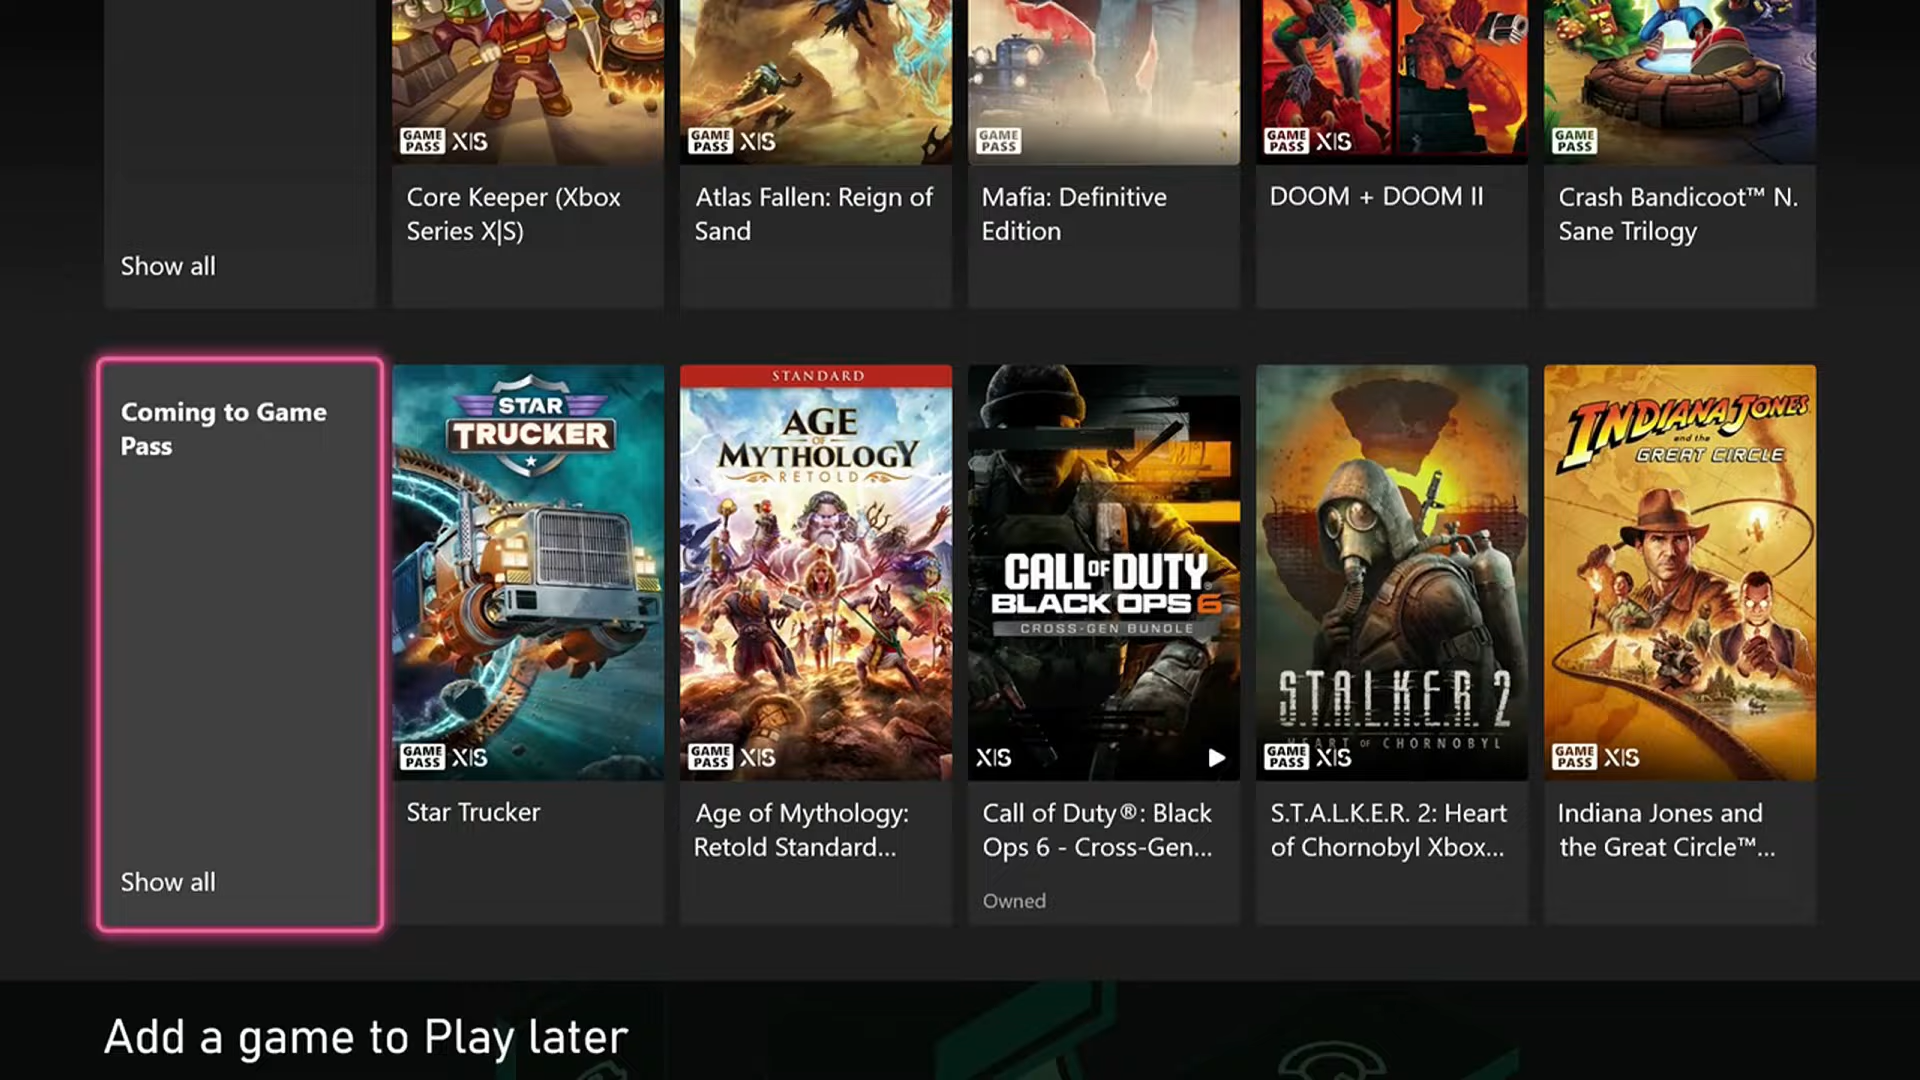 GAME PASS X|S
GAME PASS X|S
GAME PASS
GAME PASS X|S
GAME PASS
Show all
Core Keeper (Xbox
Series X|S)
Atlas Fallen: Reign of
Sand
Mafia: Definitive
Edition
DOOM + DOOM II
Crash Bandicoot™ N.
Sane Trilogy
Coming to Game
Pass
Show all
STAR
TRUCKER
GAME PASS X|S
Star Trucker
STANDARD
AGE
OF
MYTHOLOGY
RETOLD
GAME PASS X|S
Age of Mythology:
Retold Standard...
CALL OF DUTY®
BLACK OPS 6
CROSS-GEN BUNDLE
X|S
Call of Duty®: Black
Ops 6 - Cross-Gen...
Owned
S.T.A.L.K.E.R. 2
HEART OF CHORNOBYL
GAME PASS X|S
S.T.A.L.K.E.R. 2: Heart
of Chornobyl Xbox...
INDIANA JONES
and the
GREAT CIRCLE
GAME PASS X|S
Indiana Jones and
the Great Circle™...
Add a game to Play later